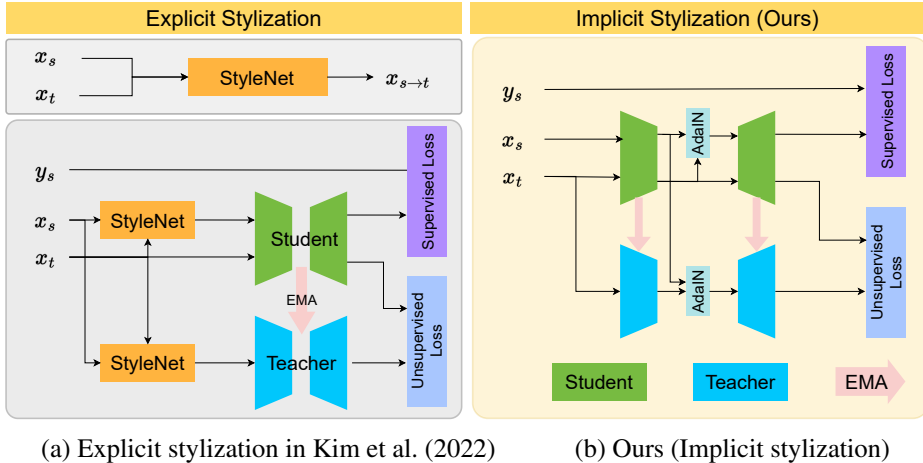 Explicit Stylization
x_s
x_t
StyleNet
x_{s→t}
y_s
x_s
x_t
StyleNet
StyleNet
Student
EMA
Teacher
Supervised Loss
Unsupervised
Loss
(a) Explicit stylization in Kim et al. (2022)
Implicit Stylization (Ours)
y_s
x_s
x_t
AdaIN
AdaIN
Supervised Loss
Unsupervised
Loss
Student
Teacher
EMA
(b) Ours (Implicit stylization)